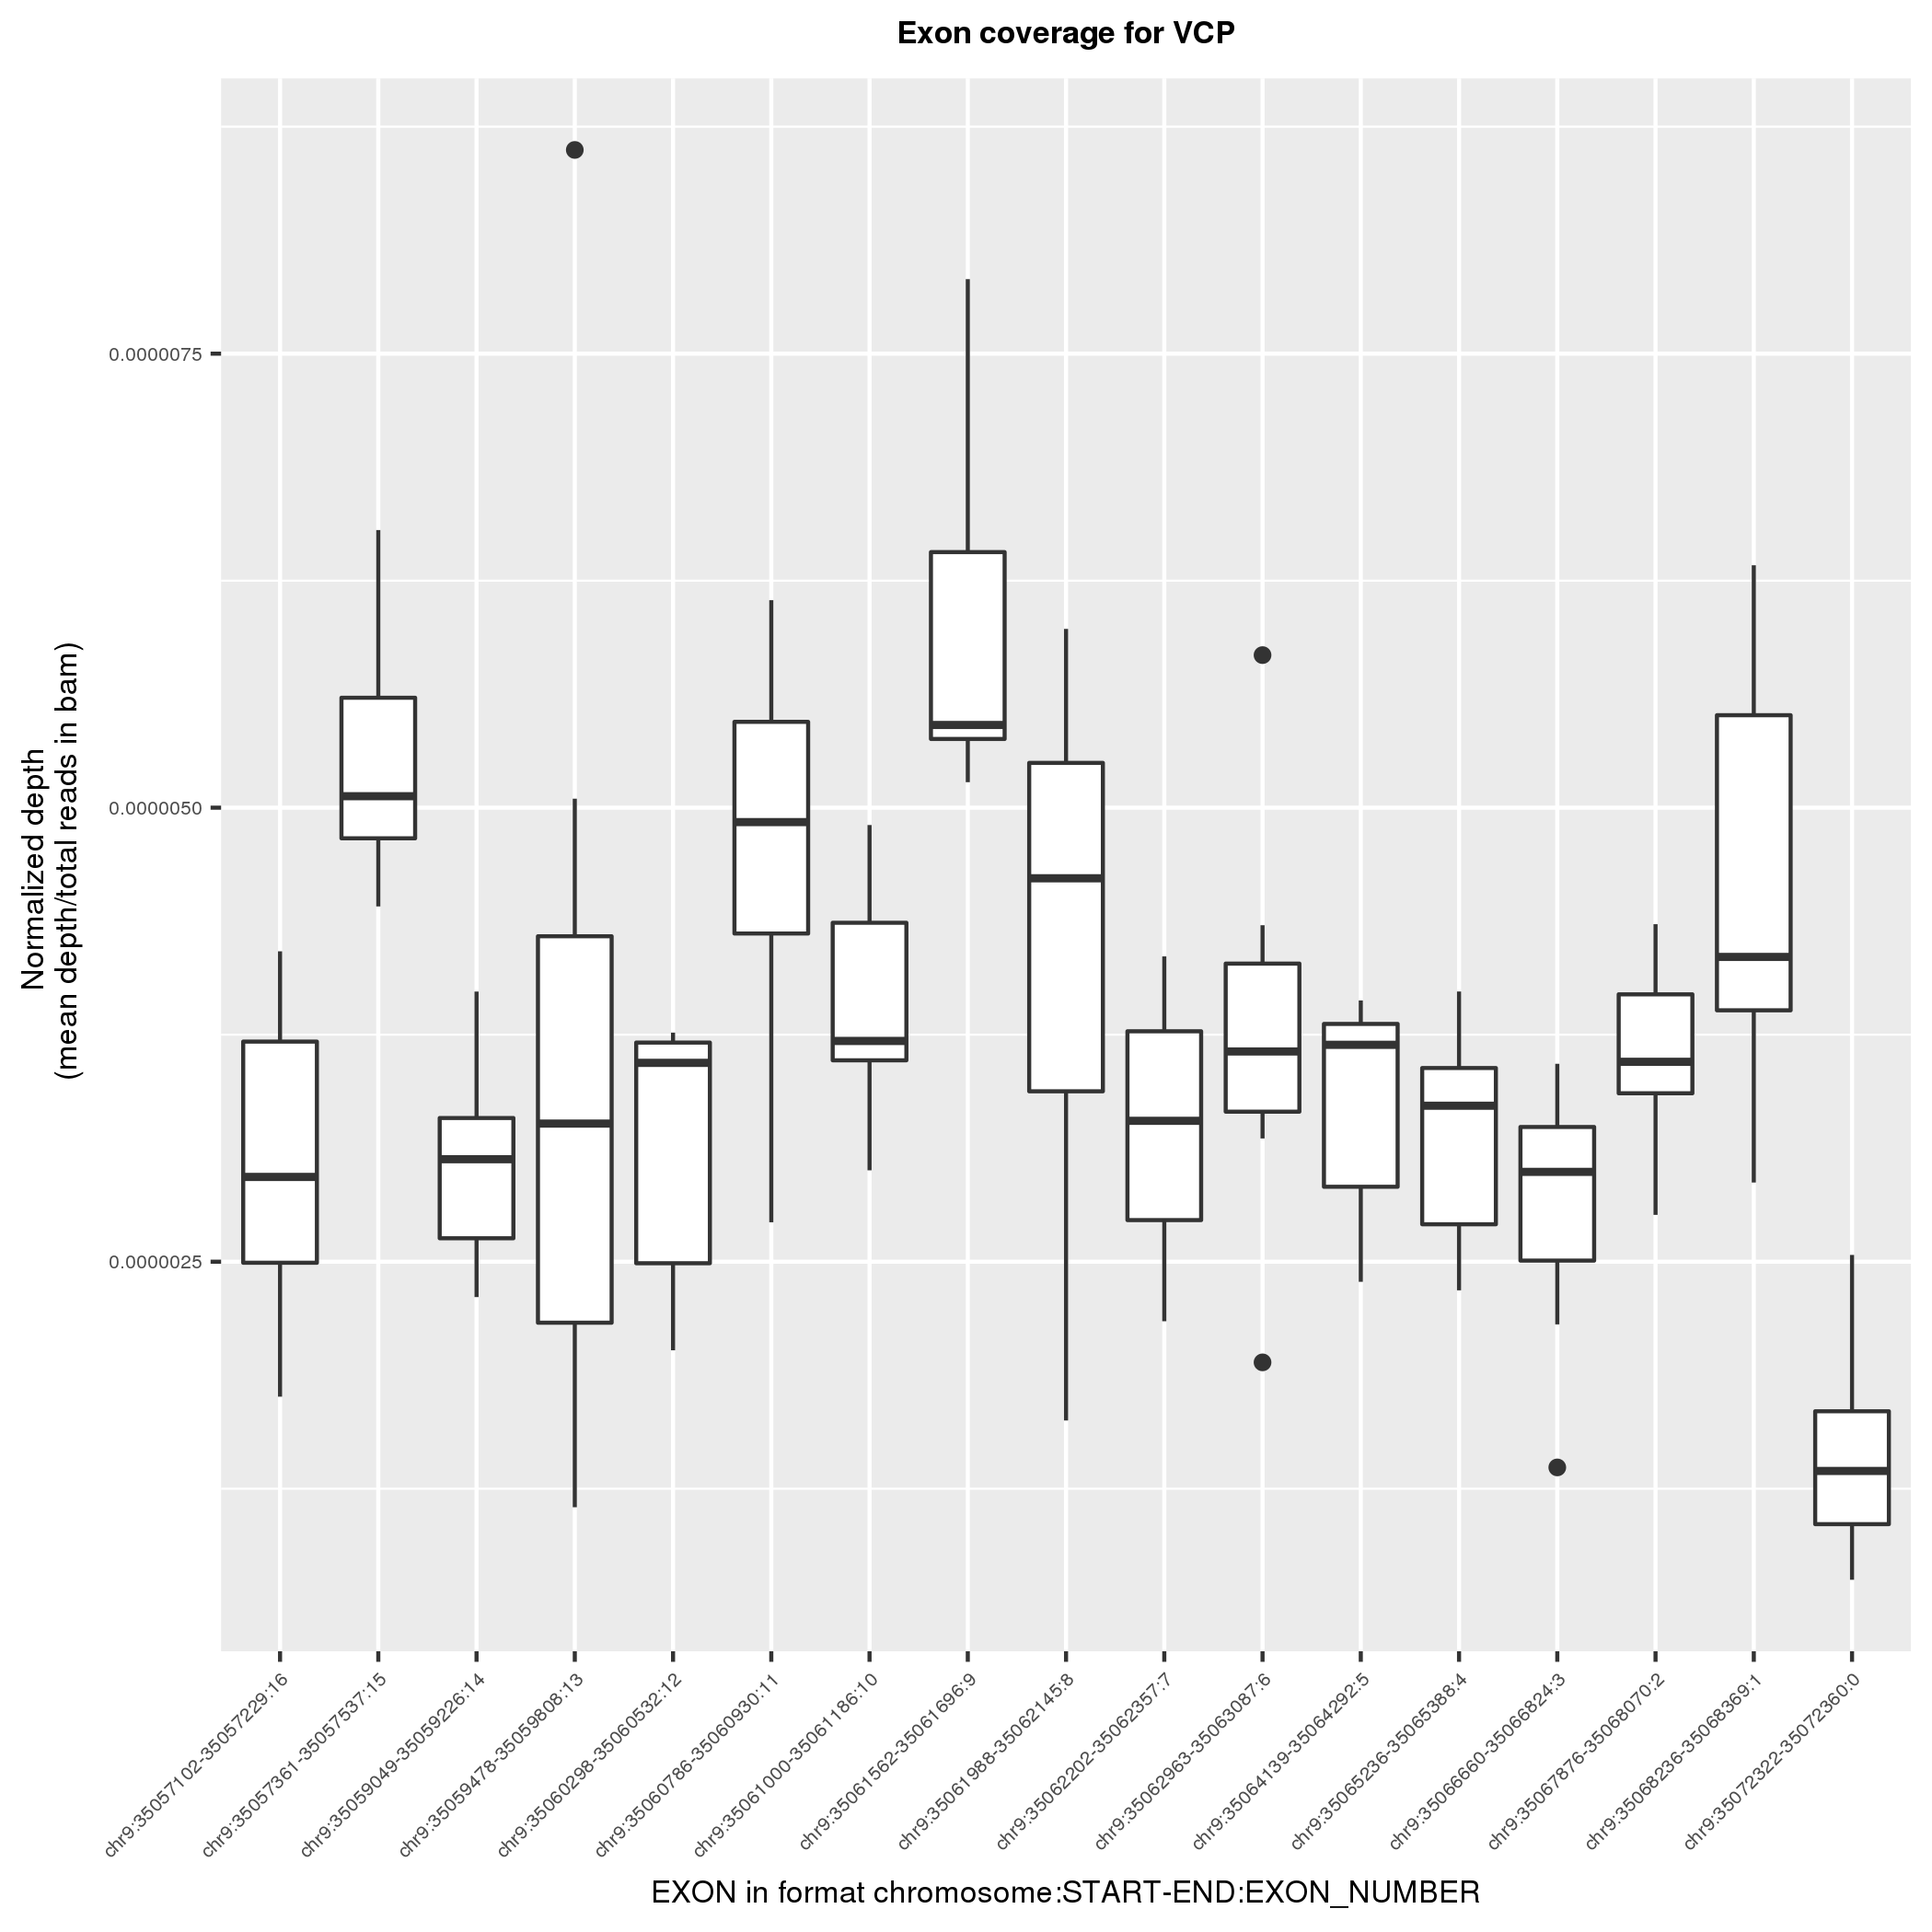 Exon coverage for VCP
0.0000075
0.0000050
0.0000025
Normalized depth
(mean depth/total reads in bam)
chr9:35057102-35057229:16
chr9:35057361-35057537:15
chr9:35059049-35059226:14
chr9:35059478-35059808:13
chr9:35060298-35060532:12
chr9:35060786-35060930:11
chr9:35061000-35061186:10
chr9:35061562-35061696:9
chr9:35061988-35062145:8
chr9:35062202-35062357:7
chr9:35062963-35063087:6
chr9:35064139-35064292:5
chr9:35065236-35065388:4
chr9:35066660-35066824:3
chr9:35067876-35068070:2
chr9:35068236-35068369:1
chr9:35072322-35072360:0
EXON in format chromosome:START-END:EXON_NUMBER